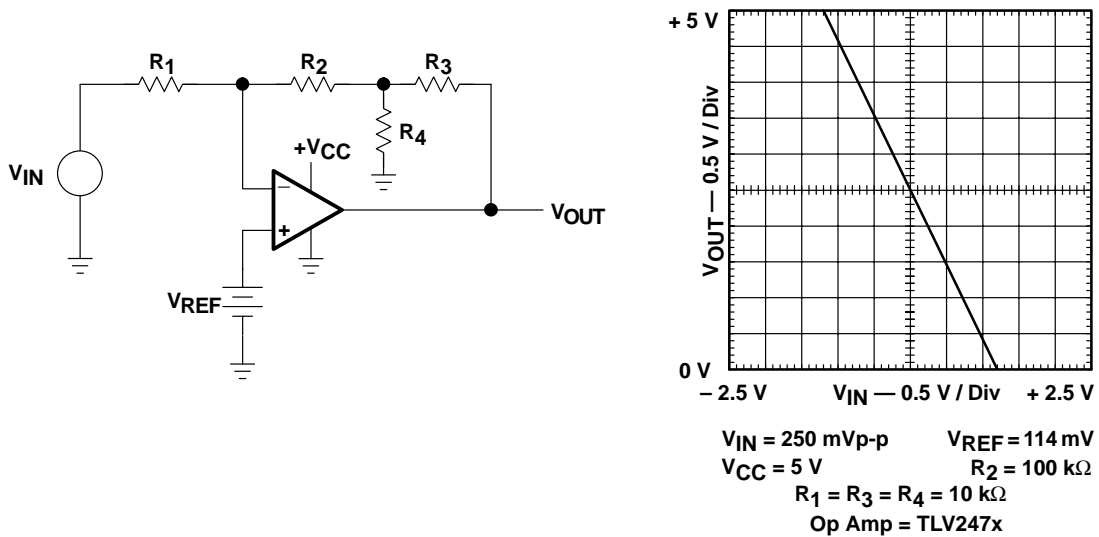 R1
R2
R3
R4
VIN
+VCC
–
+
VREF
VOUT
+ 5 V
VOUT — 0.5 V / Div
0 V
– 2.5 V
VIN — 0.5 V / Div
+ 2.5 V
VIN = 250 mVp-p
VREF = 114 mV
VCC = 5 V
R2 = 100 kΩ
R1 = R3 = R4 = 10 kΩ
Op Amp = TLV247x